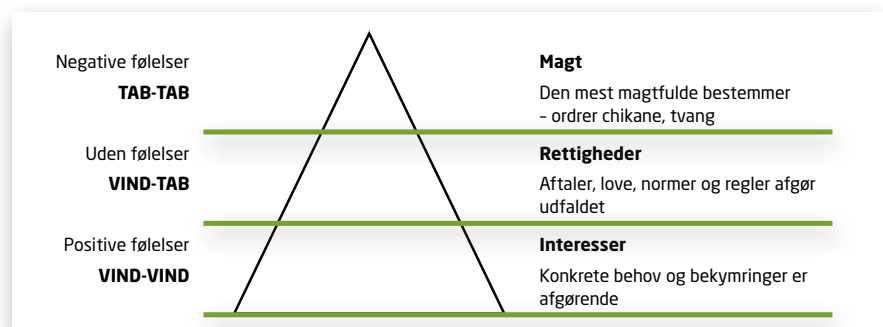 Negative følelser
TAB-TAB
Magt
Den mest magtfulde bestemmer
– ordrer chikane, tvang
Uden følelser
VIND-TAB
Rettigheder
Aftaler, love, normer og regler afgør
udfaldet
Positive følelser
VIND-VIND
Interesser
Konkrete behov og bekymringer er
afgørende